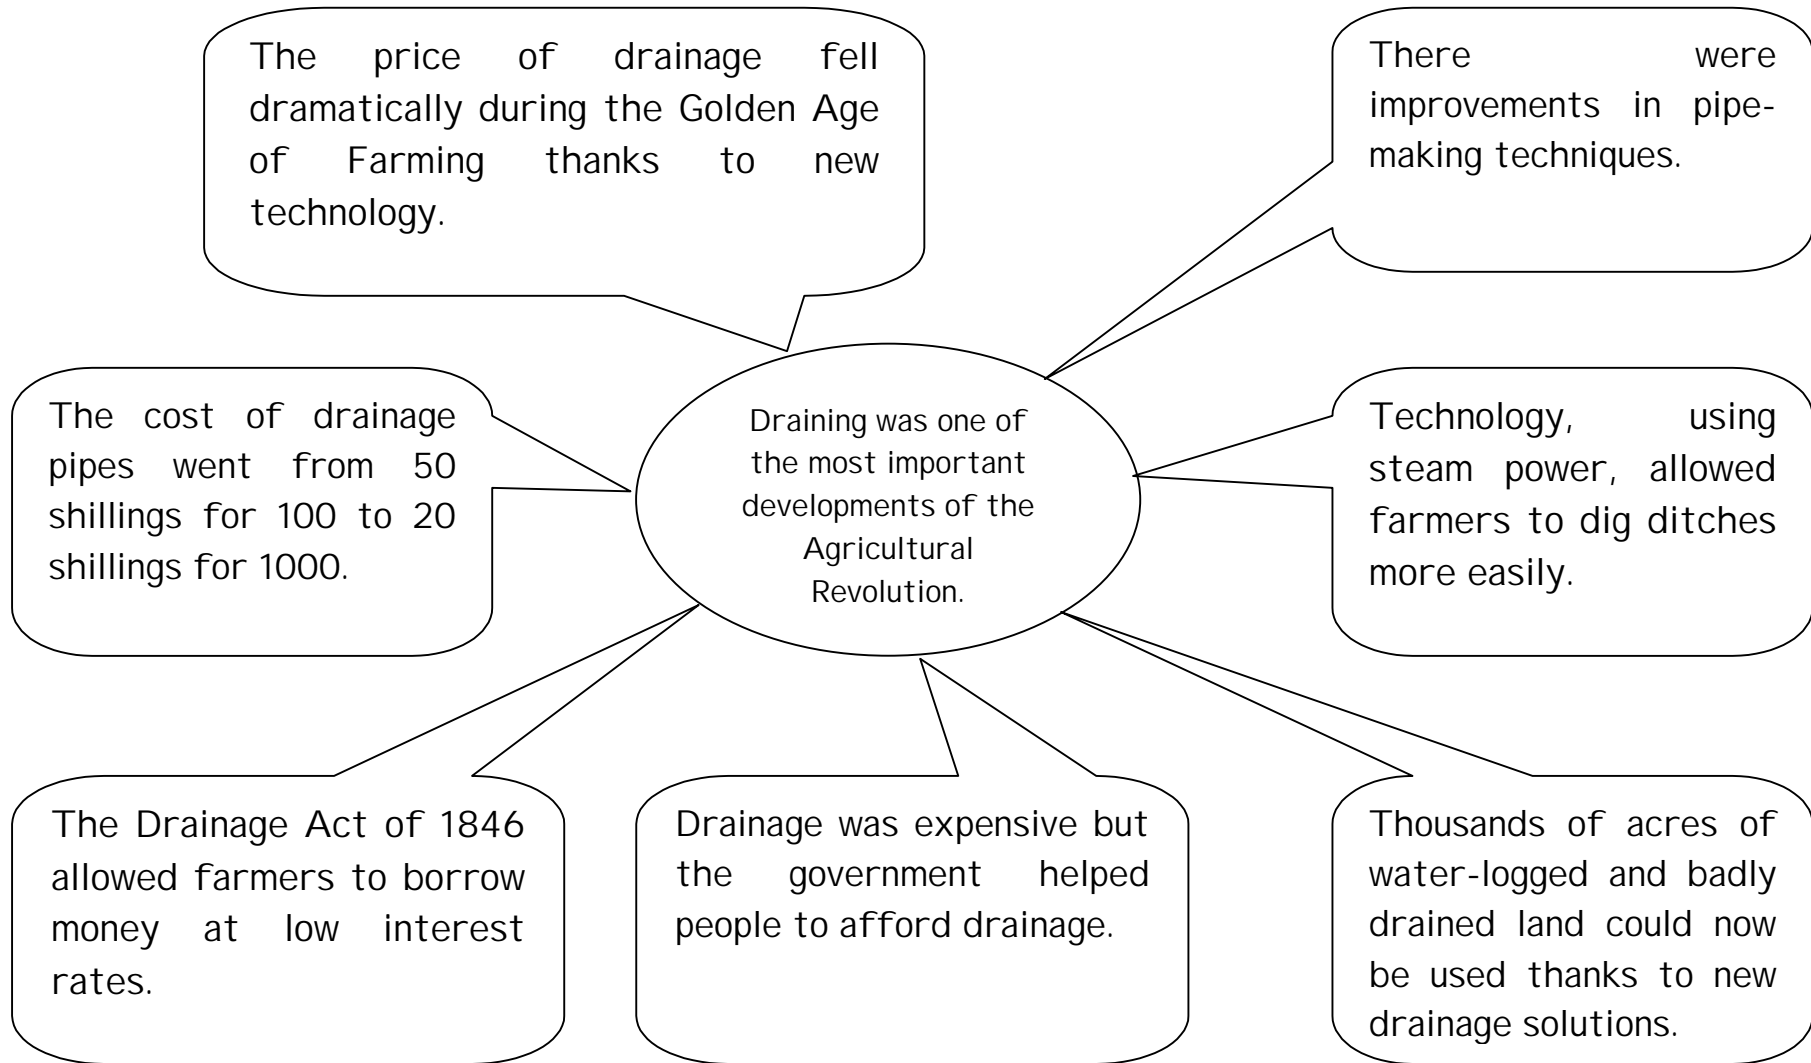 The price of drainage fell
dramatically during the Golden Age
of Farming thanks to new
technology.
There were
improvements in pipe-
making techniques.
The cost of drainage
pipes went from 50
shillings for 100 to 20
shillings for 1000.
Draining was one of
the most important
developments of the
Agricultural
Revolution.
Technology, using
steam power, allowed
farmers to dig ditches
more easily.
The Drainage Act of 1846
allowed farmers to borrow
money at low interest
rates.
Drainage was expensive but
the government helped
people to afford drainage.
Thousands of acres of
water-logged and badly
drained land could now
be used thanks to new
drainage solutions.